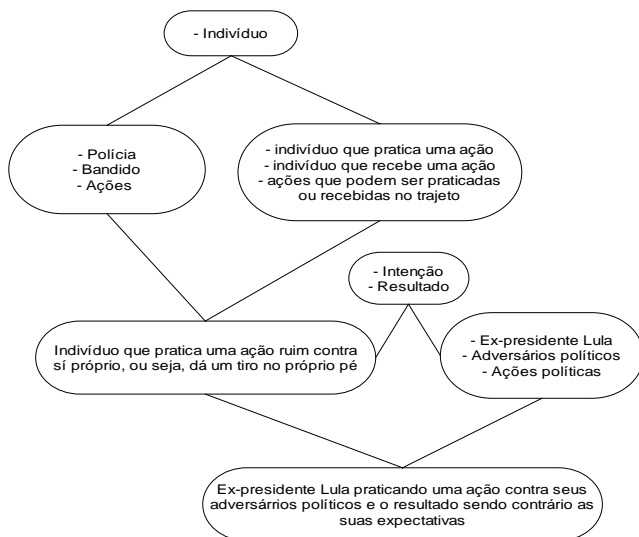 - Indivíduo
- Polícia
- Bandido
- Ações
- indivíduo que pratica uma ação
- indivíduo que recebe uma ação
- ações que podem ser praticadas
ou recebidas no trajeto
- Intenção
- Resultado
Indivíduo que pratica uma ação ruim contra
sí próprio, ou seja, dá um tiro no próprio pé
- Ex-presidente Lula
- Adversários políticos
- Ações políticas
Ex-presidente Lula praticando uma ação contra seus
adversárrios políticos e o resultado sendo contrário as
suas expectativas